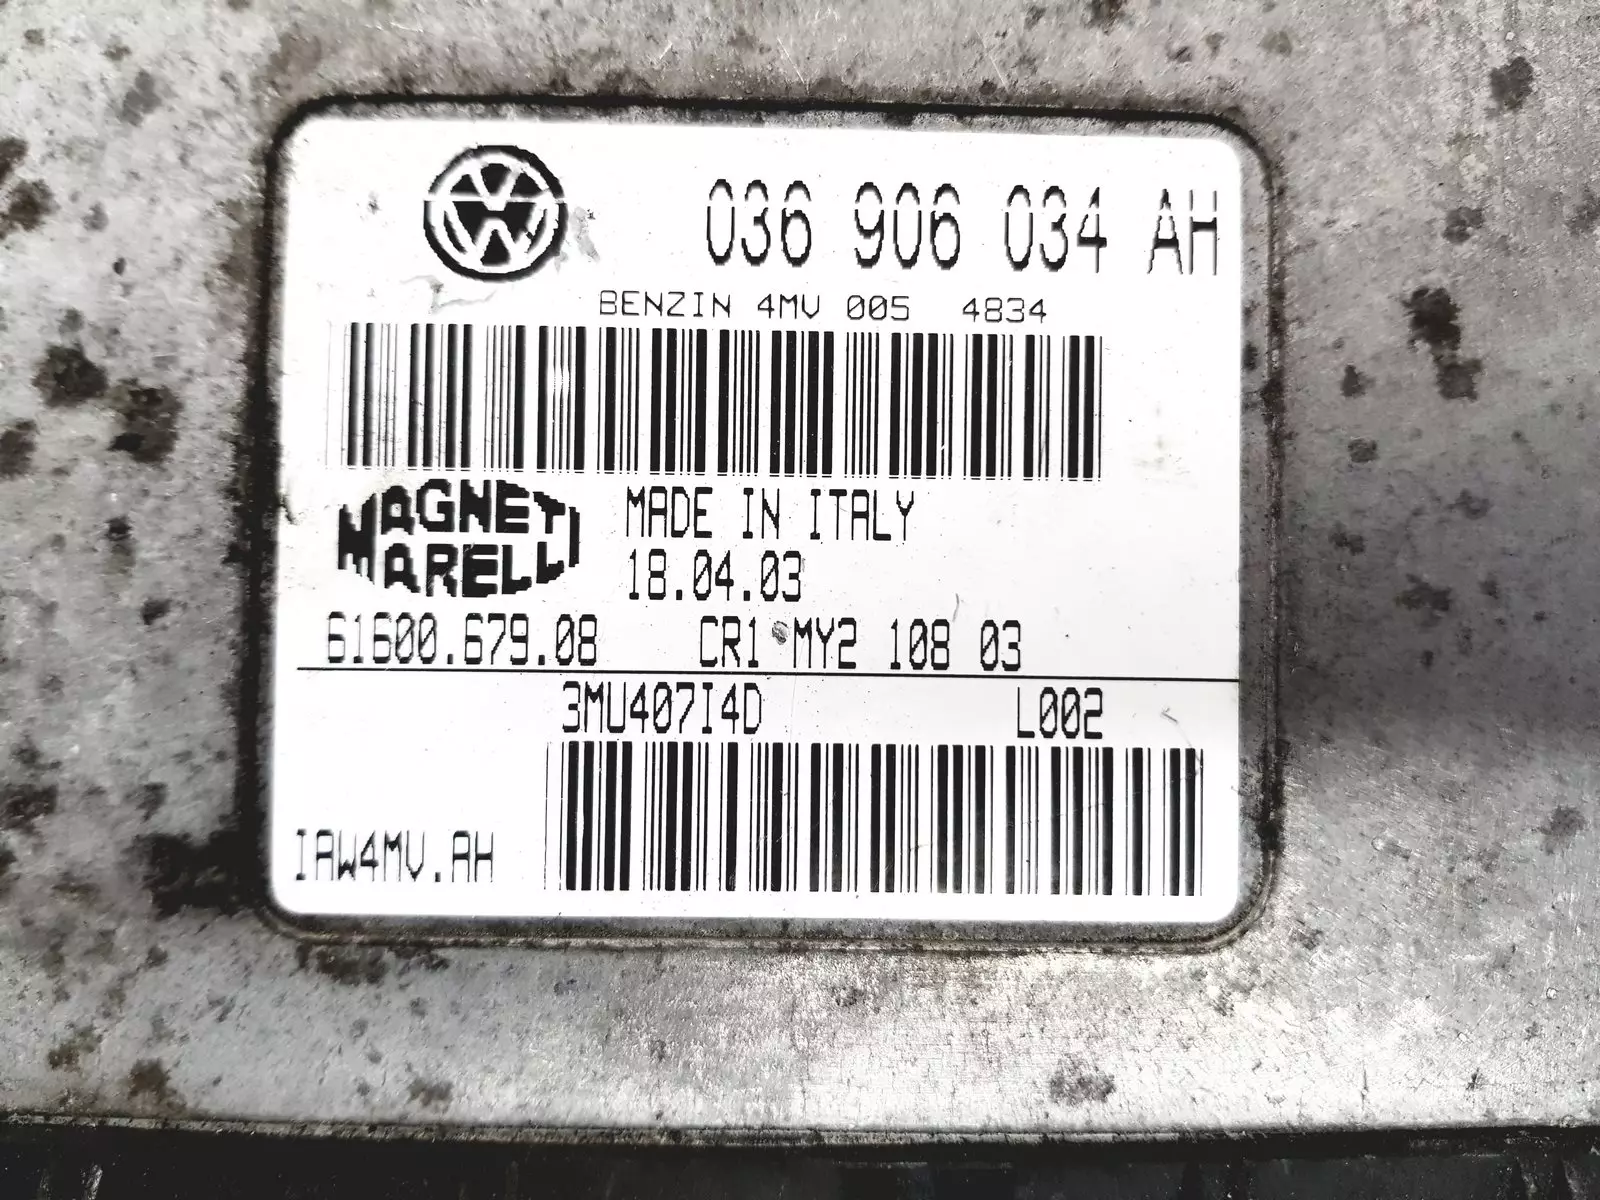 036 906 034 AH
BENZIN 4MV 005 4834
MAGNETI MARELLI
MADE IN ITALY
18.04.03
61600.679.08 CR1 MY2 108 03
3MU407I4D L002
IAW4MV.AH